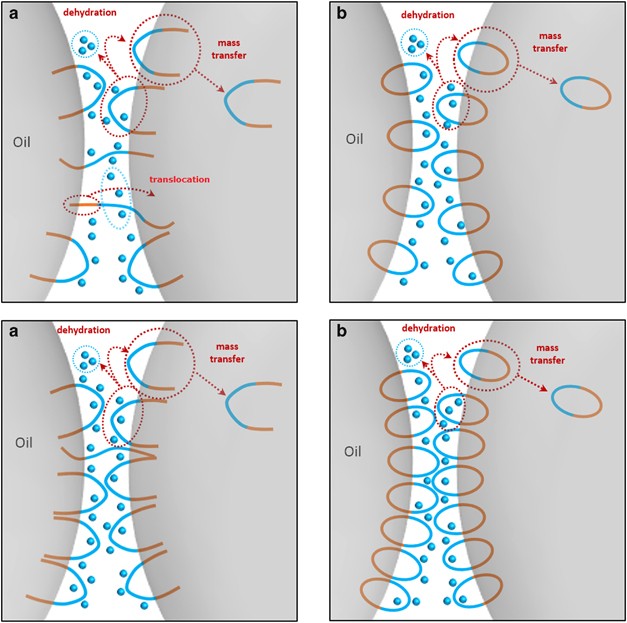 a
dehydration
mass
transfer
Oil
translocation
b
dehydration
mass
transfer
Oil
a
dehydration
mass
transfer
Oil
b
dehydration
mass
transfer
Oil